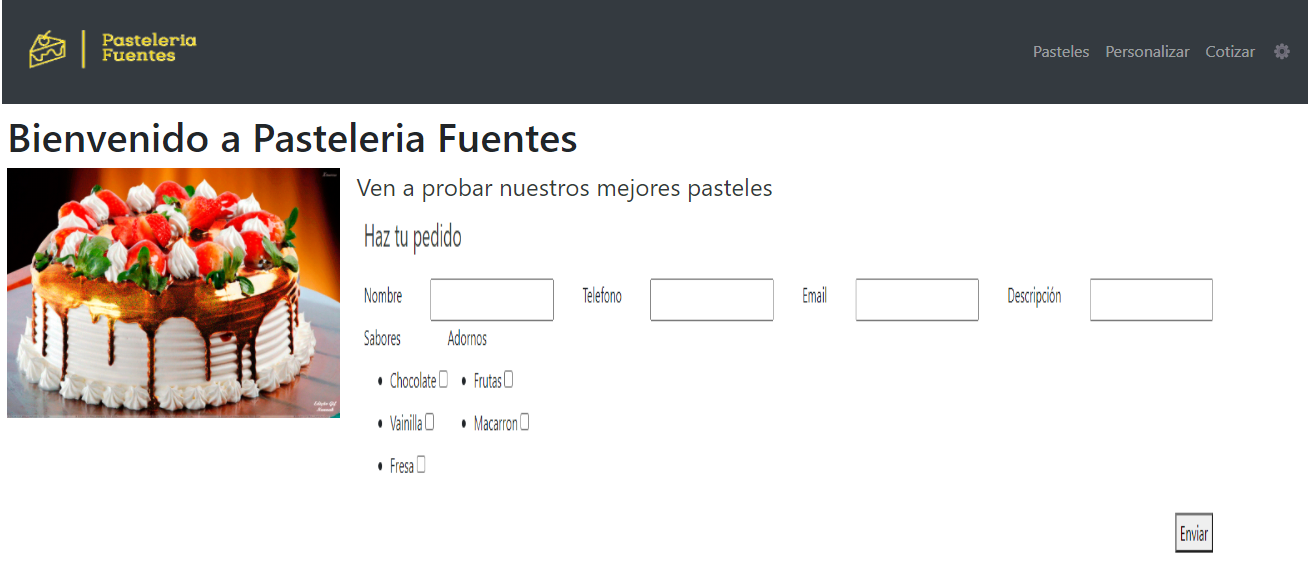 Pasteleria
Fuentes
Pasteles Personalizar Cotizar
Bienvenido a Pasteleria Fuentes
Ven a probar nuestros mejores pasteles
Haz tu pedido
Nombre Telefono Email Descripción
Sabores Adornos
Chocolate Frutas
Vainilla Macarron
Fresa
Enviar